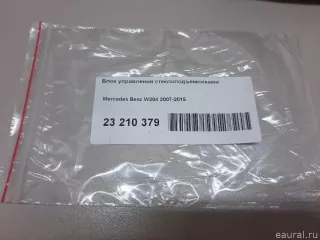 Блок управления стеклоподъемниками
Mercedes Benz W204 2007-2015
23 210 379
eaural.ru